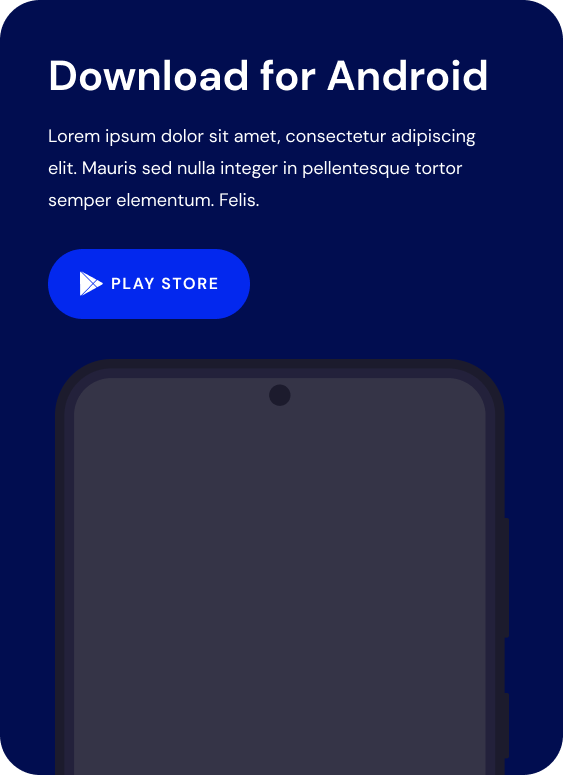 Download for Android
Lorem ipsum dolor sit amet, consectetur adipiscing
elit. Mauris sed nulla integer in pellentesque tortor
semper elementum. Felis.
PLAY STORE